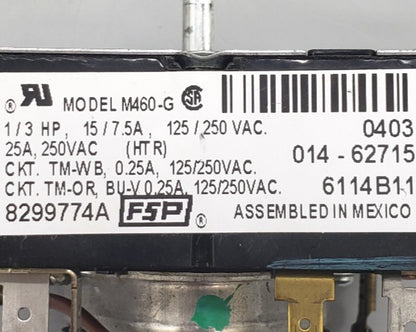 ® RU MODEL M460-G SA
1/3 HP, 15/7.5A, 125/250 VAC. 0403
25A, 250VAC (HTR) 014-62715
CKT. TM-WB, 0.25A, 125/250VAC.
CKT. TM-OR, BU-V 0.25A, 125/250VAC. 6114B11
8299774A FSP ® ASSEMBLED IN MEXICO